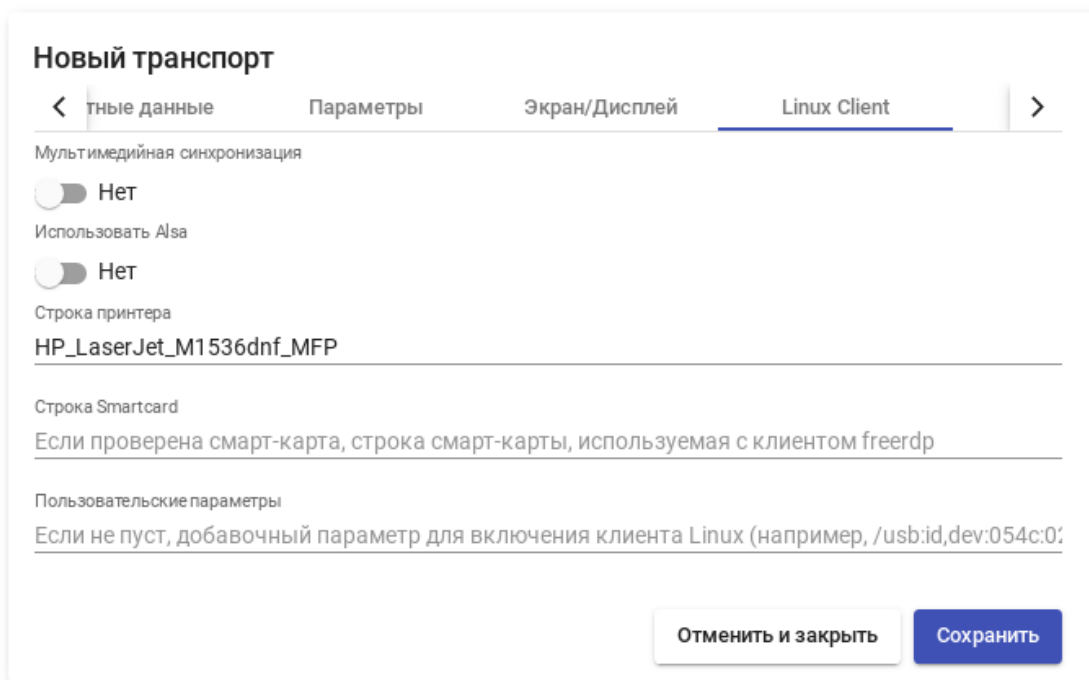 Новый транспорт
тные данные Параметры Экран/Дисплей Linux Client
Мультимедийная синхронизация
Нет
Использовать Alsa
Нет
Строка принтера
HP_LaserJet_M1536dnf_MFP
Строка Smartcard
Если проверена смарт-карта, строка смарт-карты, используемая с клиентом freerdp
Пользовательские параметры
Если не пуст, добавочный параметр для включения клиента Linux (например, /usb:id,dev:054c:02
Отменить и закрыть Сохранить